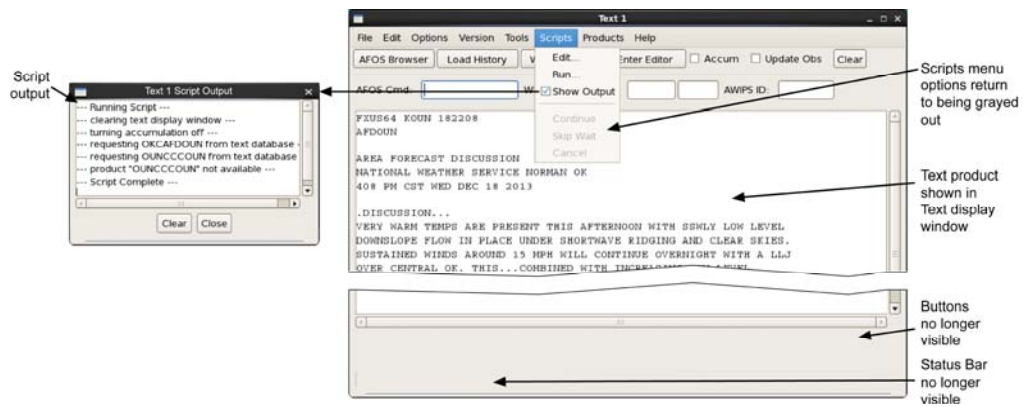 Script
output
Text 1 Script Output
--- Running Script ---
--- clearing text display window ---
--- turning accumulation off ---
--- requesting OKCAFDOUN from text database -
--- requesting OUNCCCOUN from text database
--- product "OUNCCCOUN" not available ---
--- Script Complete ---
Clear Close
Text 1
File Edit Options Version Tools Scripts Products Help
AFOS Browser Load History W Enter Editor Accum Update Obs Clear
AFOS Cmd: W AWIPS ID:
Edit...
Run...
Show Output
Continue
Skip Wait
Cancel
FXUS64 KOUN 182208
AFDOUN
AREA FORECAST DISCUSSION
NATIONAL WEATHER SERVICE NORMAN OK
408 PM CST WED DEC 18 2013
.DISCUSSION...
VERY WARM TEMPS ARE PRESENT THIS AFTERNOON WITH SSWLY LOW LEVEL
DOWNSLOPE FLOW IN PLACE UNDER SHORTWAVE RIDGING AND CLEAR SKIES.
SUSTAINED WINDS AROUND 15 MPH WILL CONTINUE OVERNIGHT WITH A LLJ
OVER CENTRAL OK. THIS...COMBINED WITH
Scripts menu
options return
to being grayed
out
Text product
shown in
Text display
window
Buttons
no longer
visible
Status Bar
no longer
visible